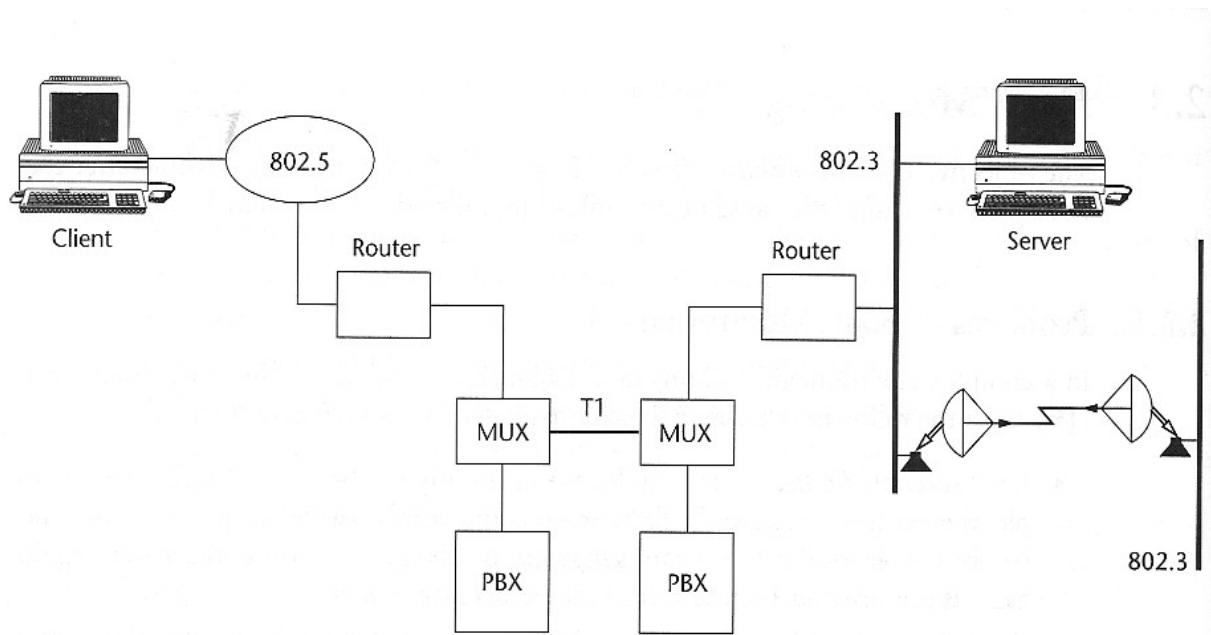 802.5
802.3
Client
Server
Router
Router
T1
MUX
MUX
PBX
PBX
802.3